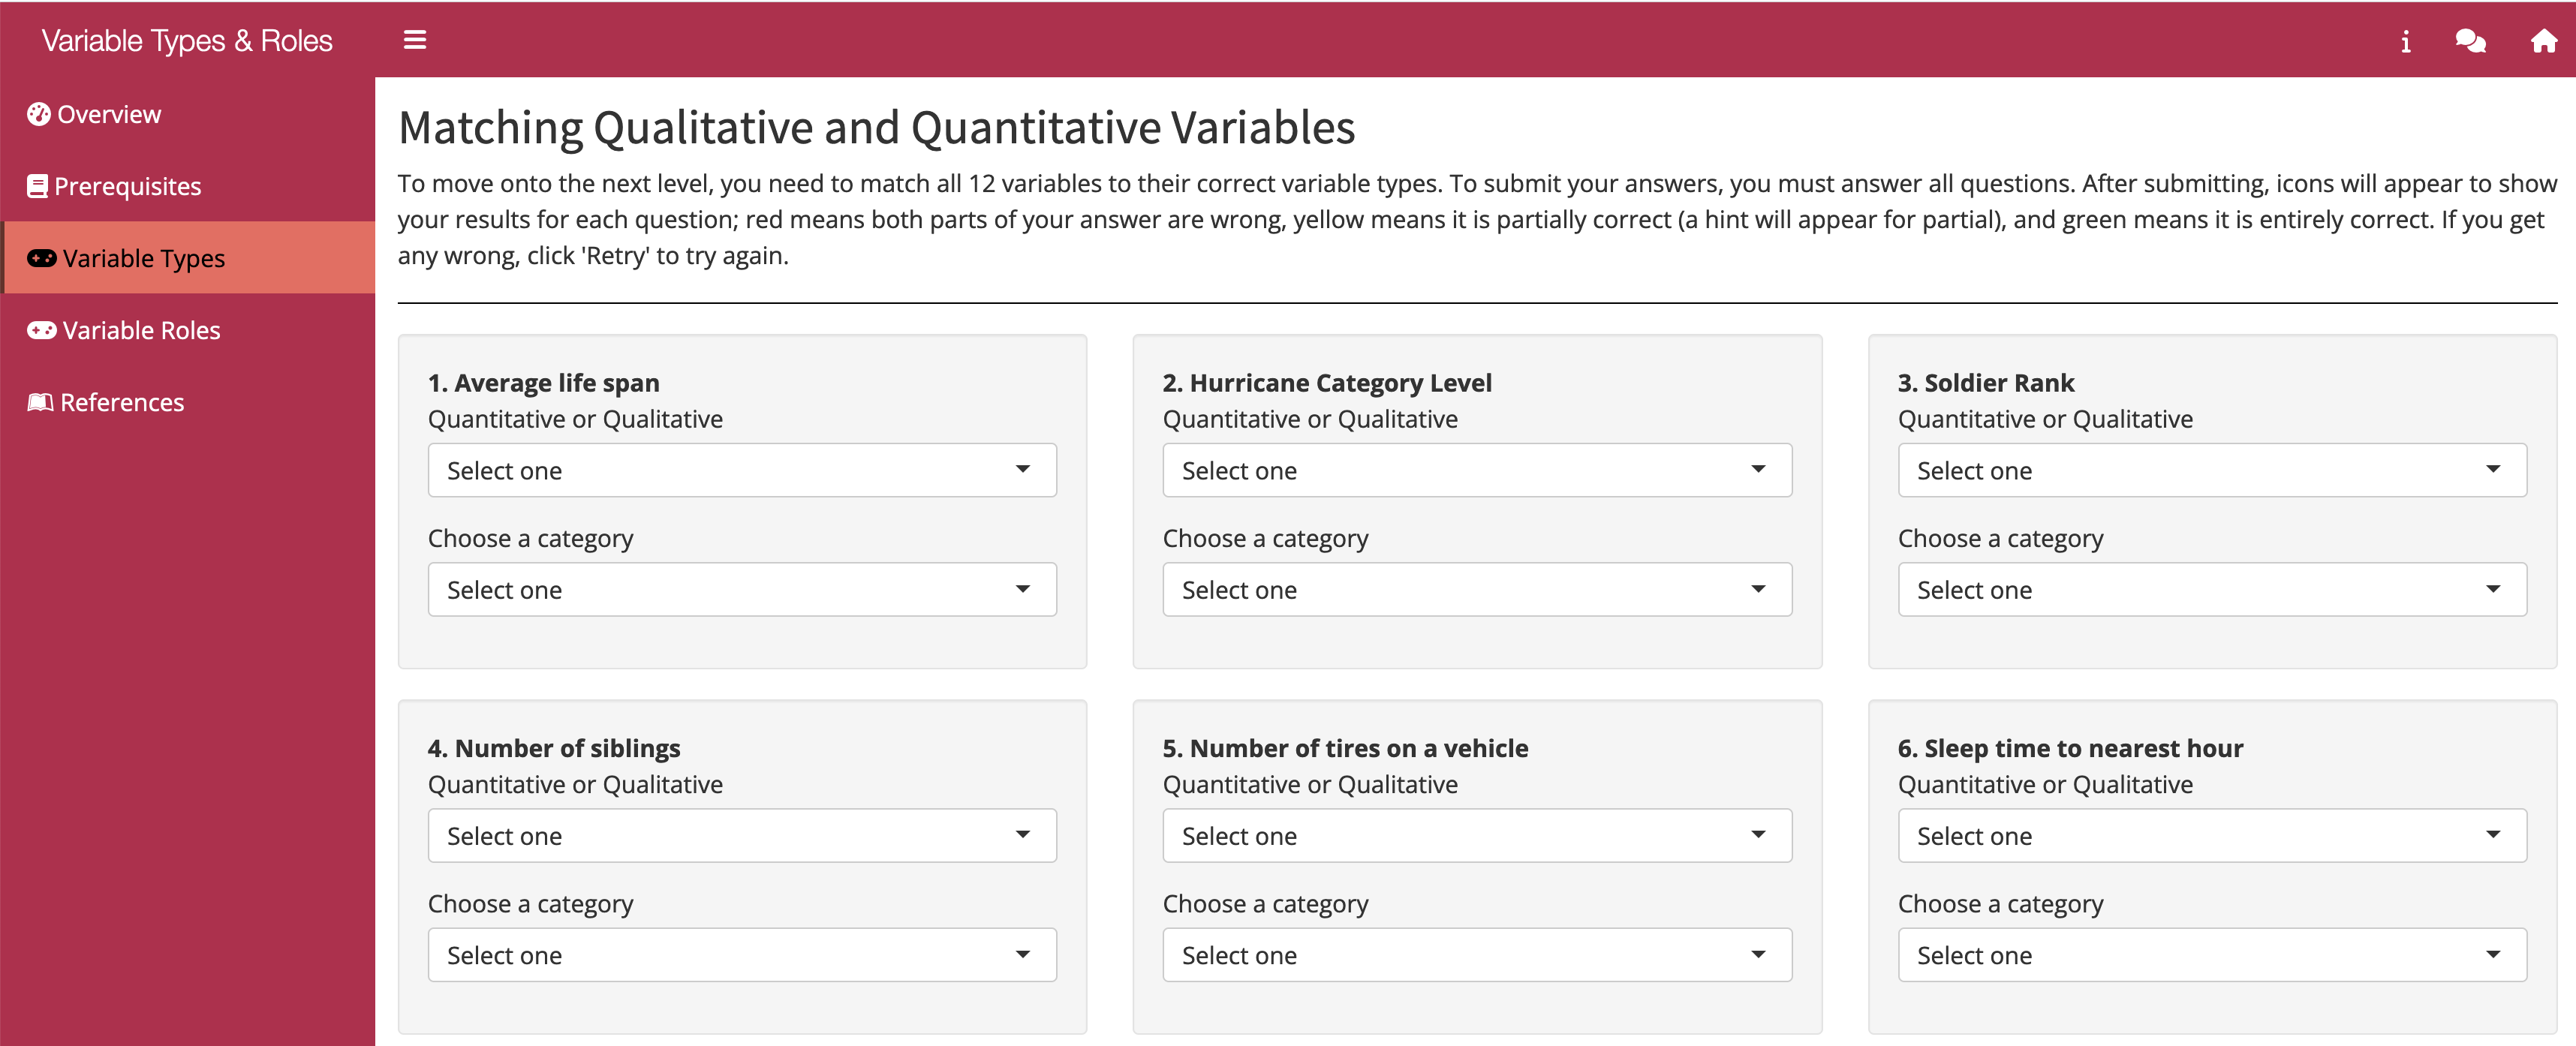 Variable Types & Roles
Overview
Prerequisites
Variable Types
Variable Roles
References
Matching Qualitative and Quantitative Variables
To move onto the next level, you need to match all 12 variables to their correct variable types. To submit your answers, you must answer all questions. After submitting, icons will appear to show
your results for each question; red means both parts of your answer are wrong, yellow means it is partially correct (a hint will appear for partial), and green means it is entirely correct. If you get
any wrong, click 'Retry' to try again.
1. Average life span
Quantitative or Qualitative
Select one
Choose a category
Select one
2. Hurricane Category Level
Quantitative or Qualitative
Select one
Choose a category
Select one
3. Soldier Rank
Quantitative or Qualitative
Select one
Choose a category
Select one
4. Number of siblings
Quantitative or Qualitative
Select one
Choose a category
Select one
5. Number of tires on a vehicle
Quantitative or Qualitative
Select one
Choose a category
Select one
6. Sleep time to nearest hour
Quantitative or Qualitative
Select one
Choose a category
Select one